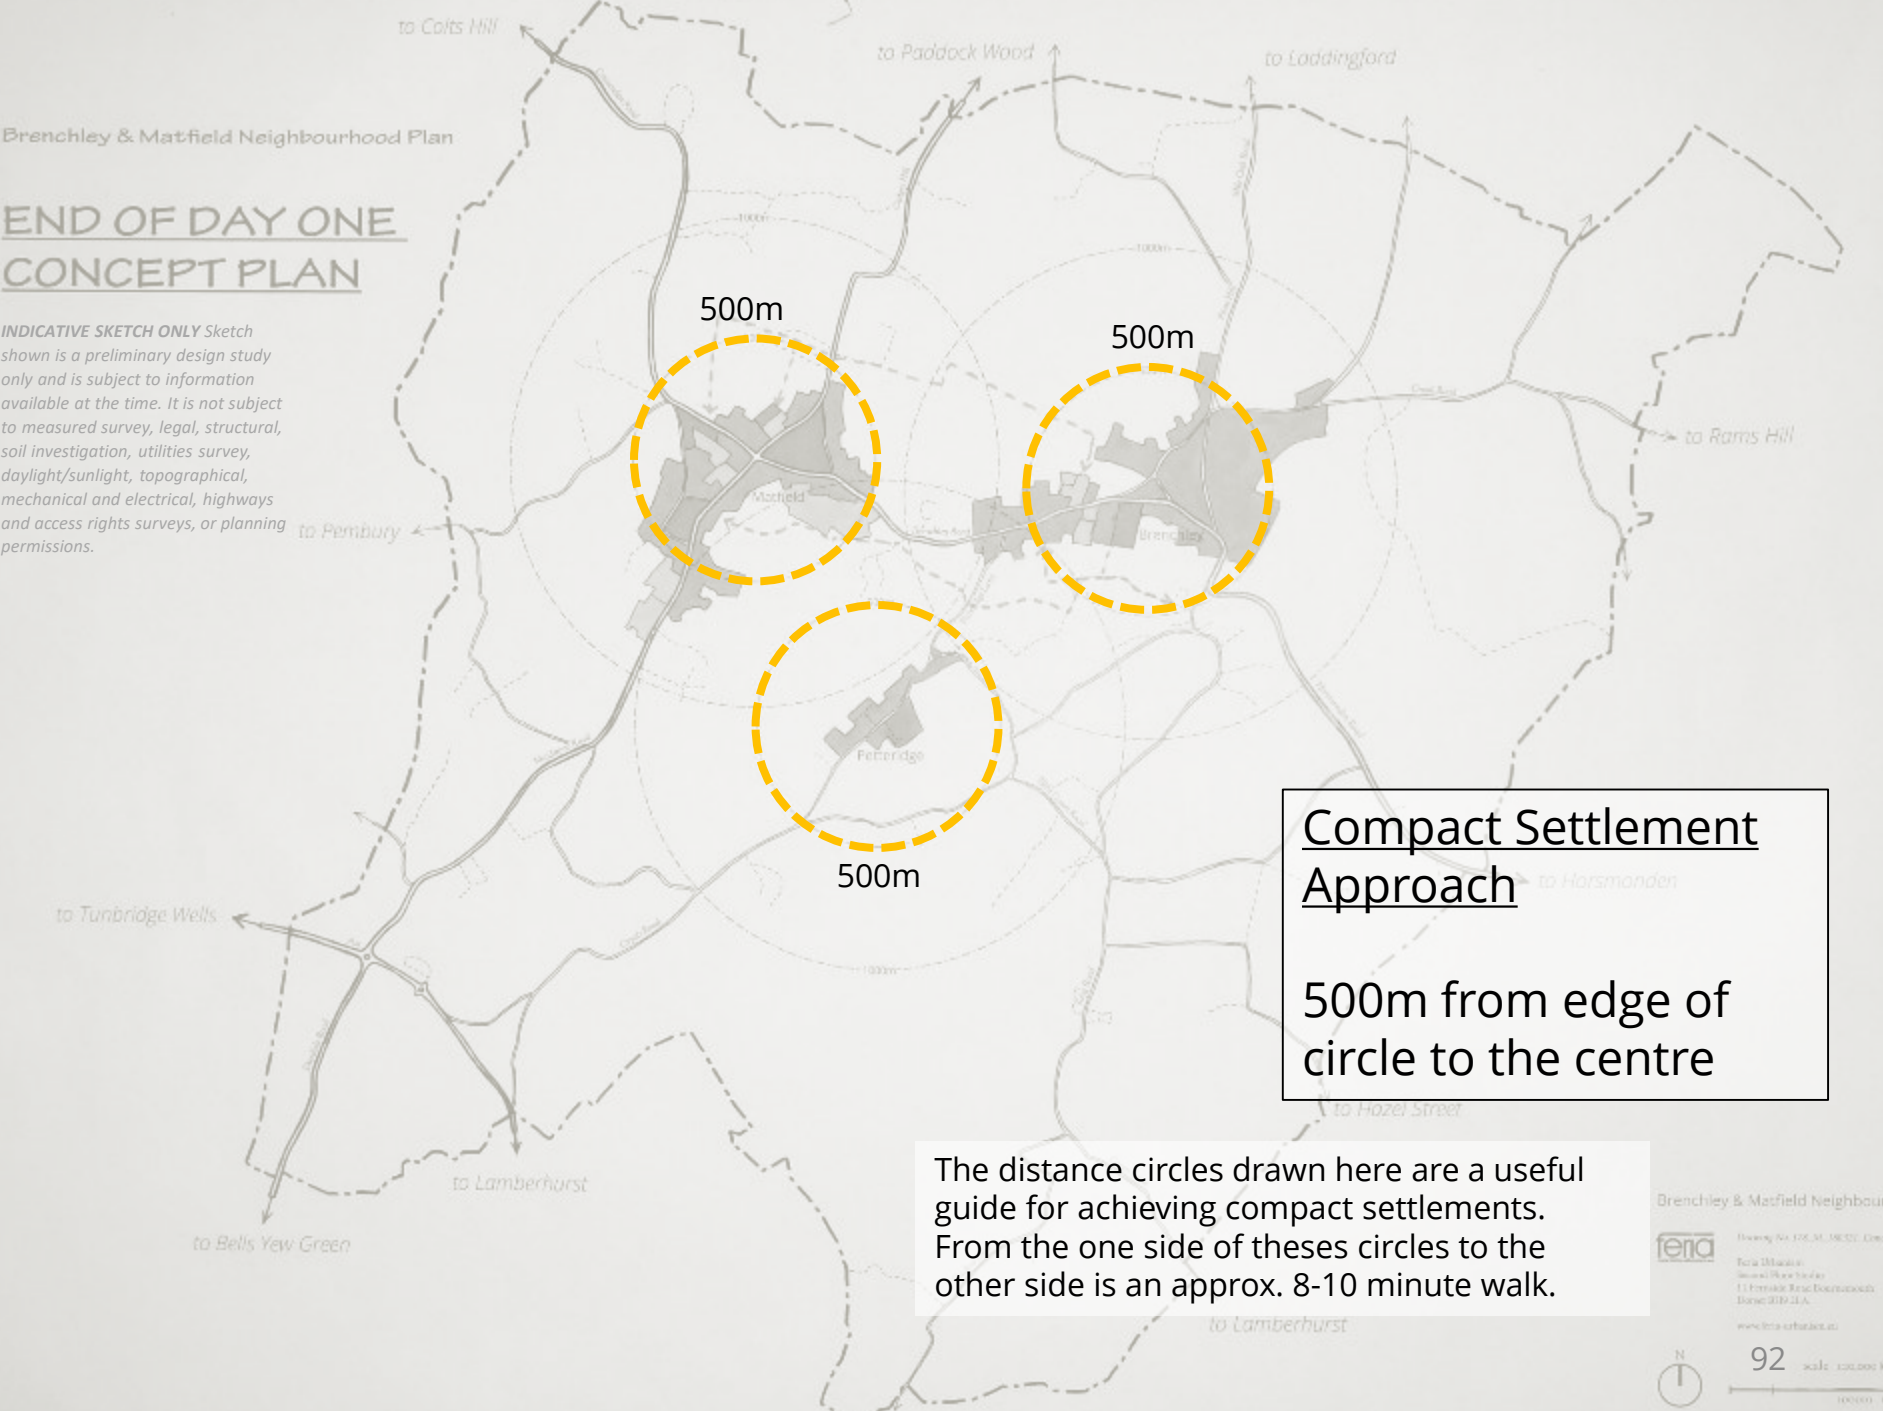 to Colts Hill
to Paddock Wood
to Laddingford
Brenchley & Matfield Neighbourhood Plan
END OF DAY ONE
CONCEPT PLAN
INDICATIVE SKETCH ONLY Sketch
shown is a preliminary design study
only and is subject to information
available at the time. It is not subject
to measured survey, legal, structural,
soil investigation, utilities survey,
daylight/sunlight, topographical,
mechanical and electrical, highways
and access rights surveys, or planning
permissions.
1000m
1000m
500m
500m
to Rams Hill
Matfield
to Pembury
Brenchley
Petteridge
500m
Compact Settlement
Approach
500m from edge of
circle to the centre
to Horsmonden
to Tunbridge Wells
1000m
to Hazel Street
The distance circles drawn here are a useful
guide for achieving compact settlements.
From the one side of theses circles to the
other side is an approx. 8-10 minute walk.
to Lamberhurst
to Bells Yew Green
to Lamberhurst
Brenchley & Matfield Neighbour
feria
N
92
scale